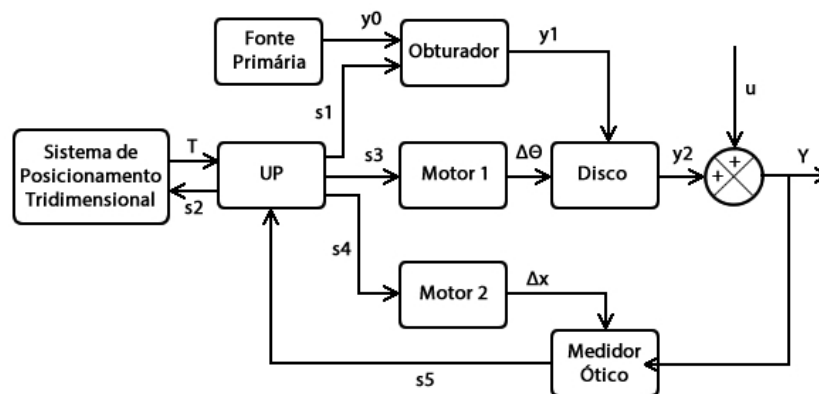 y0
Fonte
Primária
Obturador
y1
u
s1
Sistema de
Posicionamento
Tridimensional
T
s2
UP
s3
Motor 1
ΔΘ
Disco
y2
+
+
Y
s4
Motor 2
Δx
Medidor
Ótico
s5